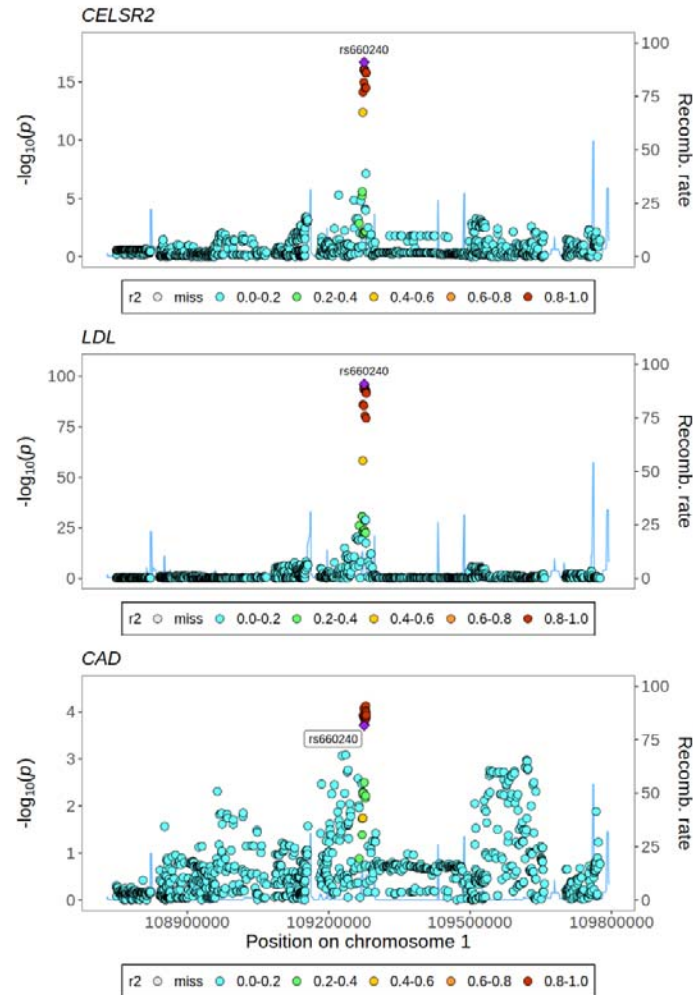 CELSR2
rs660240
15
10
5
0
100
75
50
25
0
-log10(p)
Recomb. rate
r2 miss 0.0-0.2 0.2-0.4 0.4-0.6 0.6-0.8 0.8-1.0
LDL
rs660240
100
75
50
25
0
100
75
50
25
0
-log10(p)
Recomb. rate
r2 miss 0.0-0.2 0.2-0.4 0.4-0.6 0.6-0.8 0.8-1.0
CAD
rs660240
4
3
2
1
0
100
75
50
25
0
-log10(p)
Recomb. rate
108900000 109200000 109500000 109800000
Position on chromosome 1
r2 miss 0.0-0.2 0.2-0.4 0.4-0.6 0.6-0.8 0.8-1.0